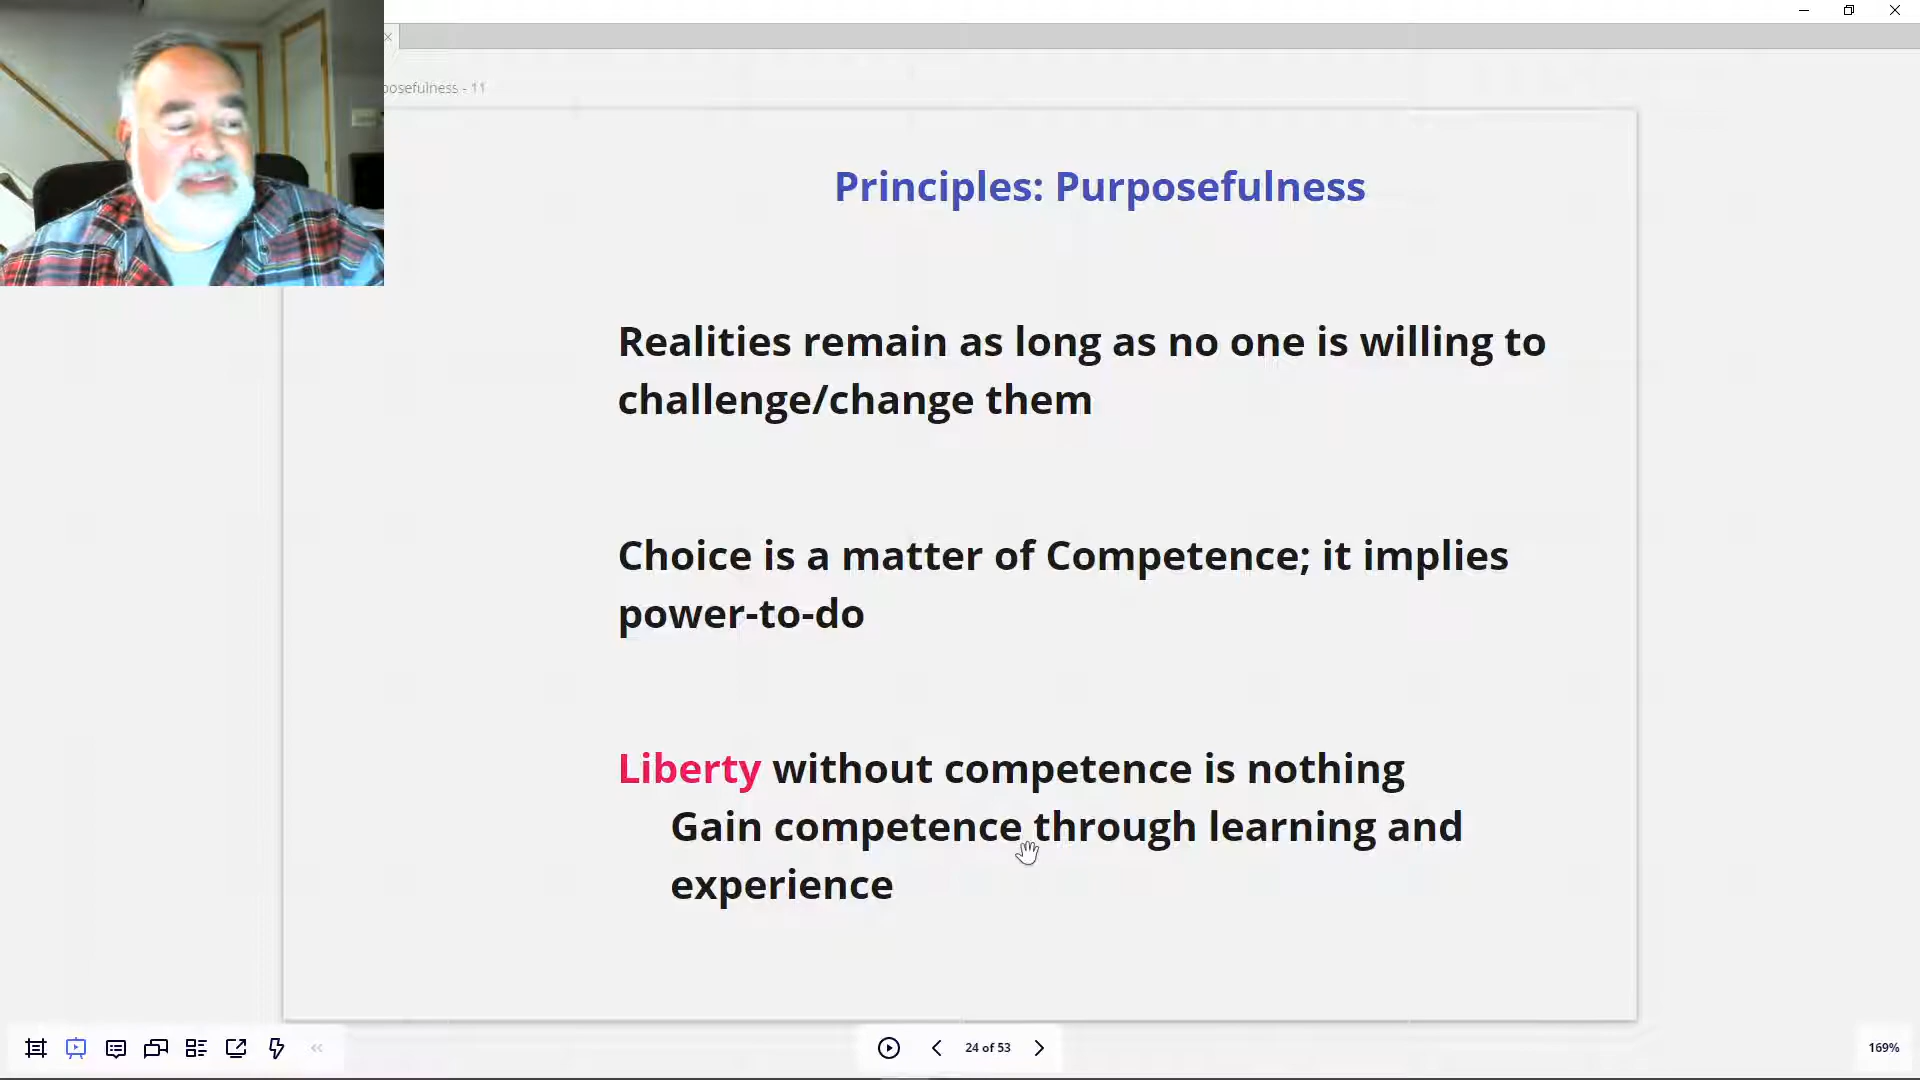 posefulness - 11
Principles: Purposefulness
Realities remain as long as no one is willing to
challenge/change them
Choice is a matter of Competence; it implies
power-to-do
Liberty without competence is nothing
Gain competence through learning and
experience
24 of 53
169%